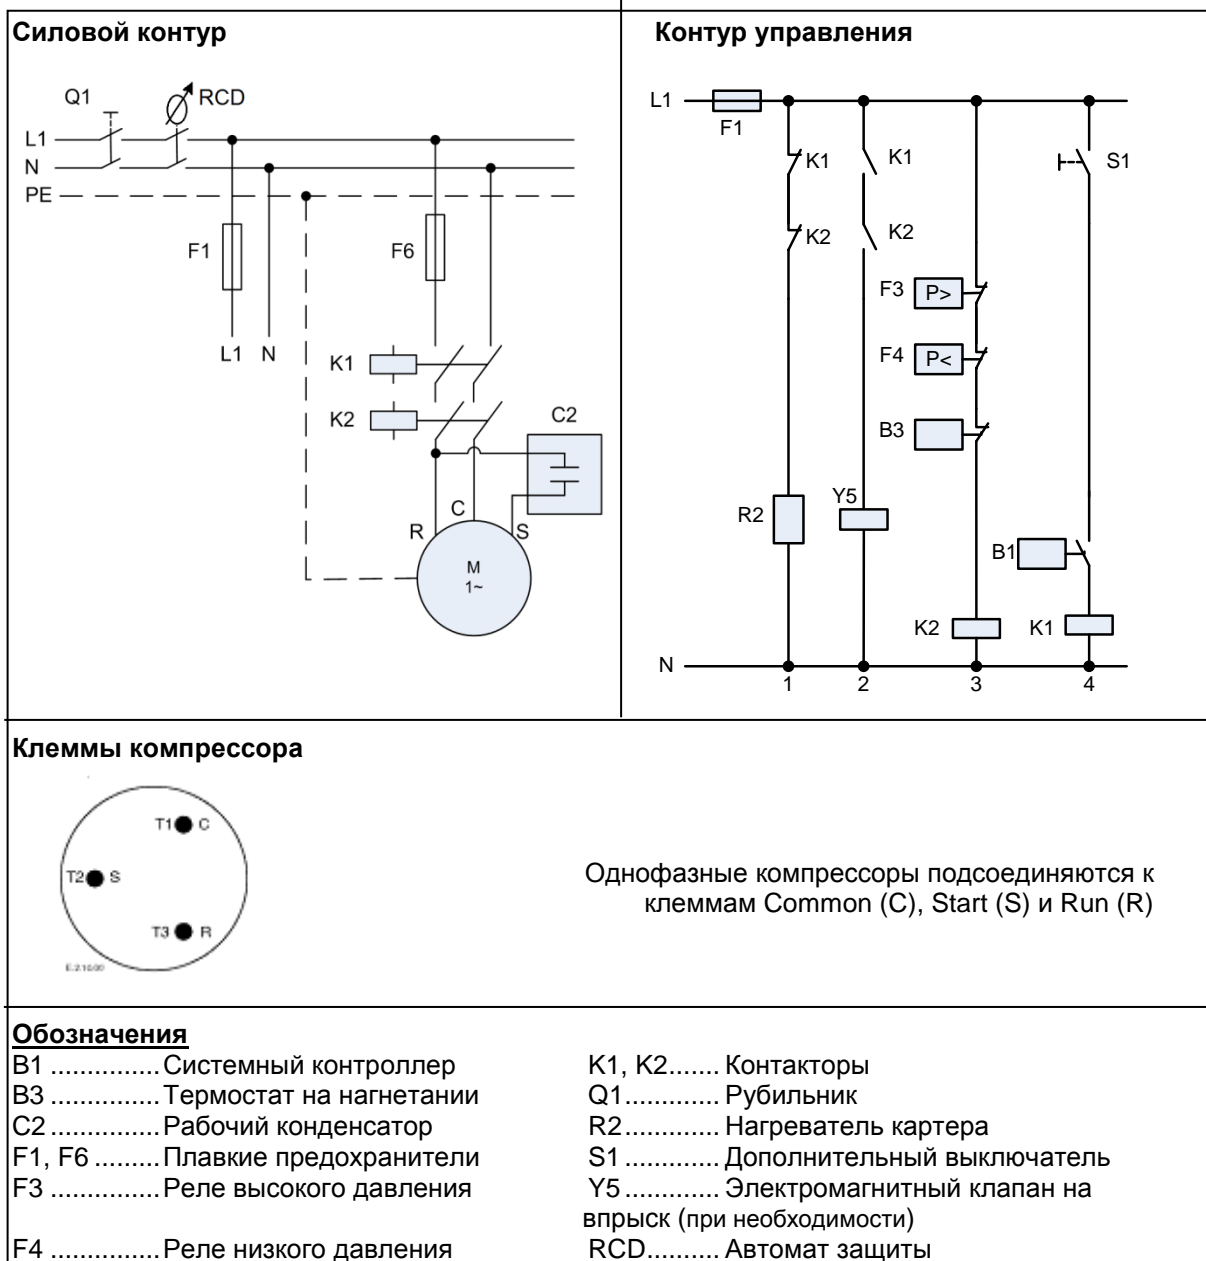 Силовой контур
Q1
RCD
L1
N
PE
F1
F6
L1 N
K1
K2
C2
R
C
S
M
1~
Контур управления
L1
F1
K1
K1
S1
K2
K2
F3 P>
F4 P<
B3
R2
Y5
B1
K2
K1
N
1 2 3 4
Клеммы компрессора
T1 C
T2 S
T3 R
Однофазные компрессоры подсоединяются к
клеммам Common (C), Start (S) и Run (R)
Обозначения
B1 ...............Системный контроллер
B3 ...............Термостат на нагнетании
C2 ...............Рабочий конденсатор
F1, F6 .........Плавкие предохранители
F3 ...............Реле высокого давления
F4 ...............Реле низкого давления
K1, K2....... Контакторы
Q1............. Рубильник
R2............. Нагреватель картера
S1............. Дополнительный выключатель
Y5............. Электромагнитный клапан на
впрыск (при необходимости)
RCD.......... Автомат защиты